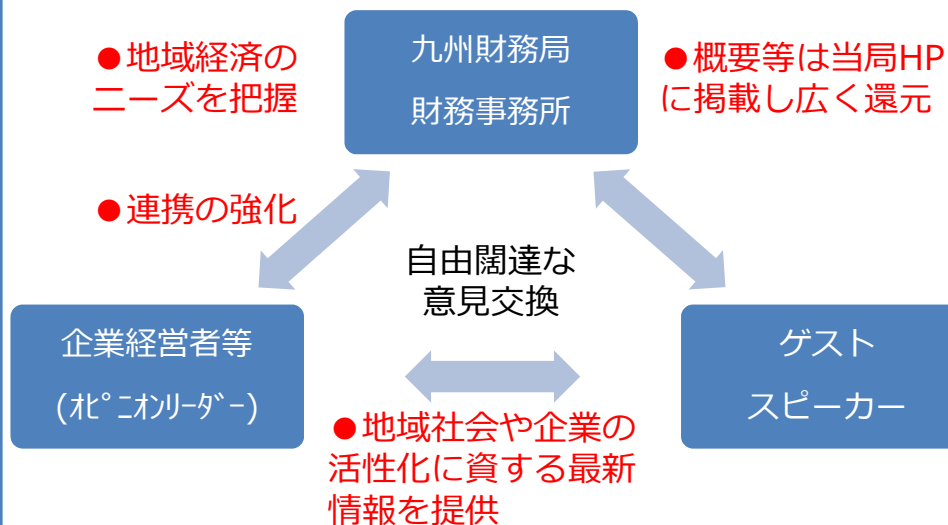 ●地域経済の
ニーズを把握
九州財務局
財務事務所
●概要等は当局HP
に掲載し広く還元
●連携の強化
自由闊達な
意見交換
企業経営者等
(ｵﾋﾟﾆｵﾝﾘｰﾀﾞｰ)
ゲスト
スピーカー
●地域社会や企業の
活性化に資する最新
情報を提供